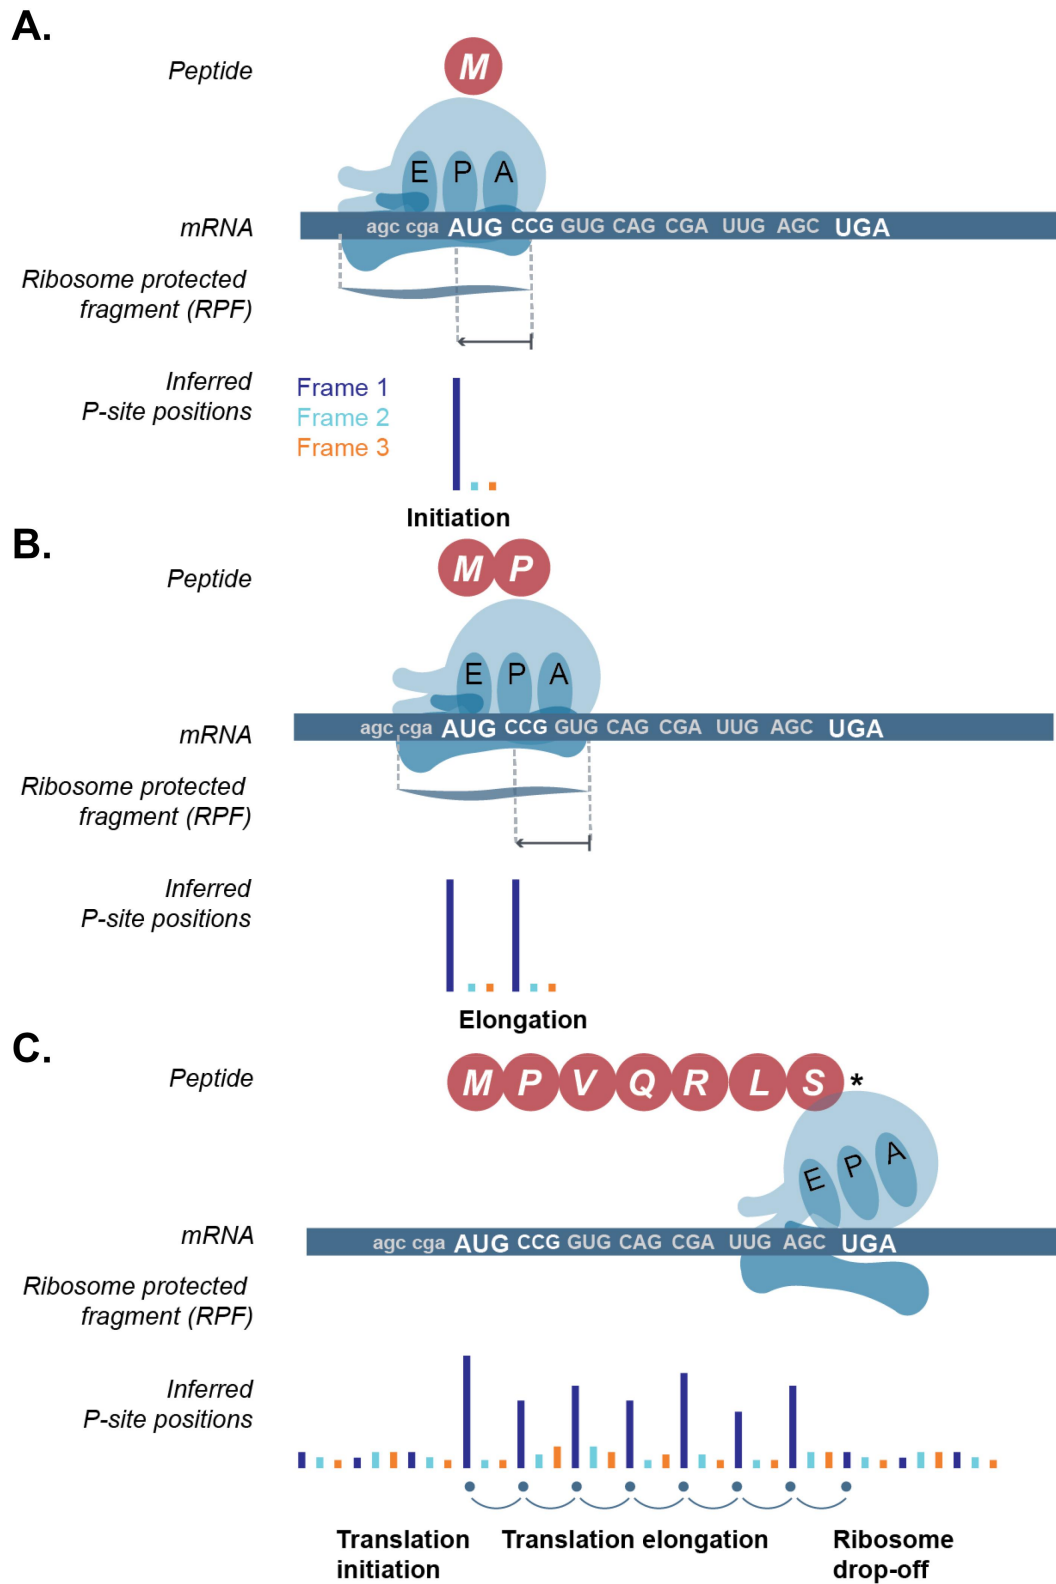 A.
Peptide
M
E P A
mRNA
agc cga AUG CCG GUG CAG CGA UUG AGC UGA
Ribosome protected
fragment (RPF)
Inferred
P-site positions
Frame 1
Frame 2
Frame 3
Initiation
B.
Peptide
M P
E P A
mRNA
agc cga AUG CCG GUG CAG CGA UUG AGC UGA
Ribosome protected
fragment (RPF)
Inferred
P-site positions
Elongation
C.
Peptide
M P V Q R L S *
E P A
mRNA
agc cga AUG CCG GUG CAG CGA UUG AGC UGA
Ribosome protected
fragment (RPF)
Inferred
P-site positions
Translation
initiation
Translation elongation
Ribosome
drop-off